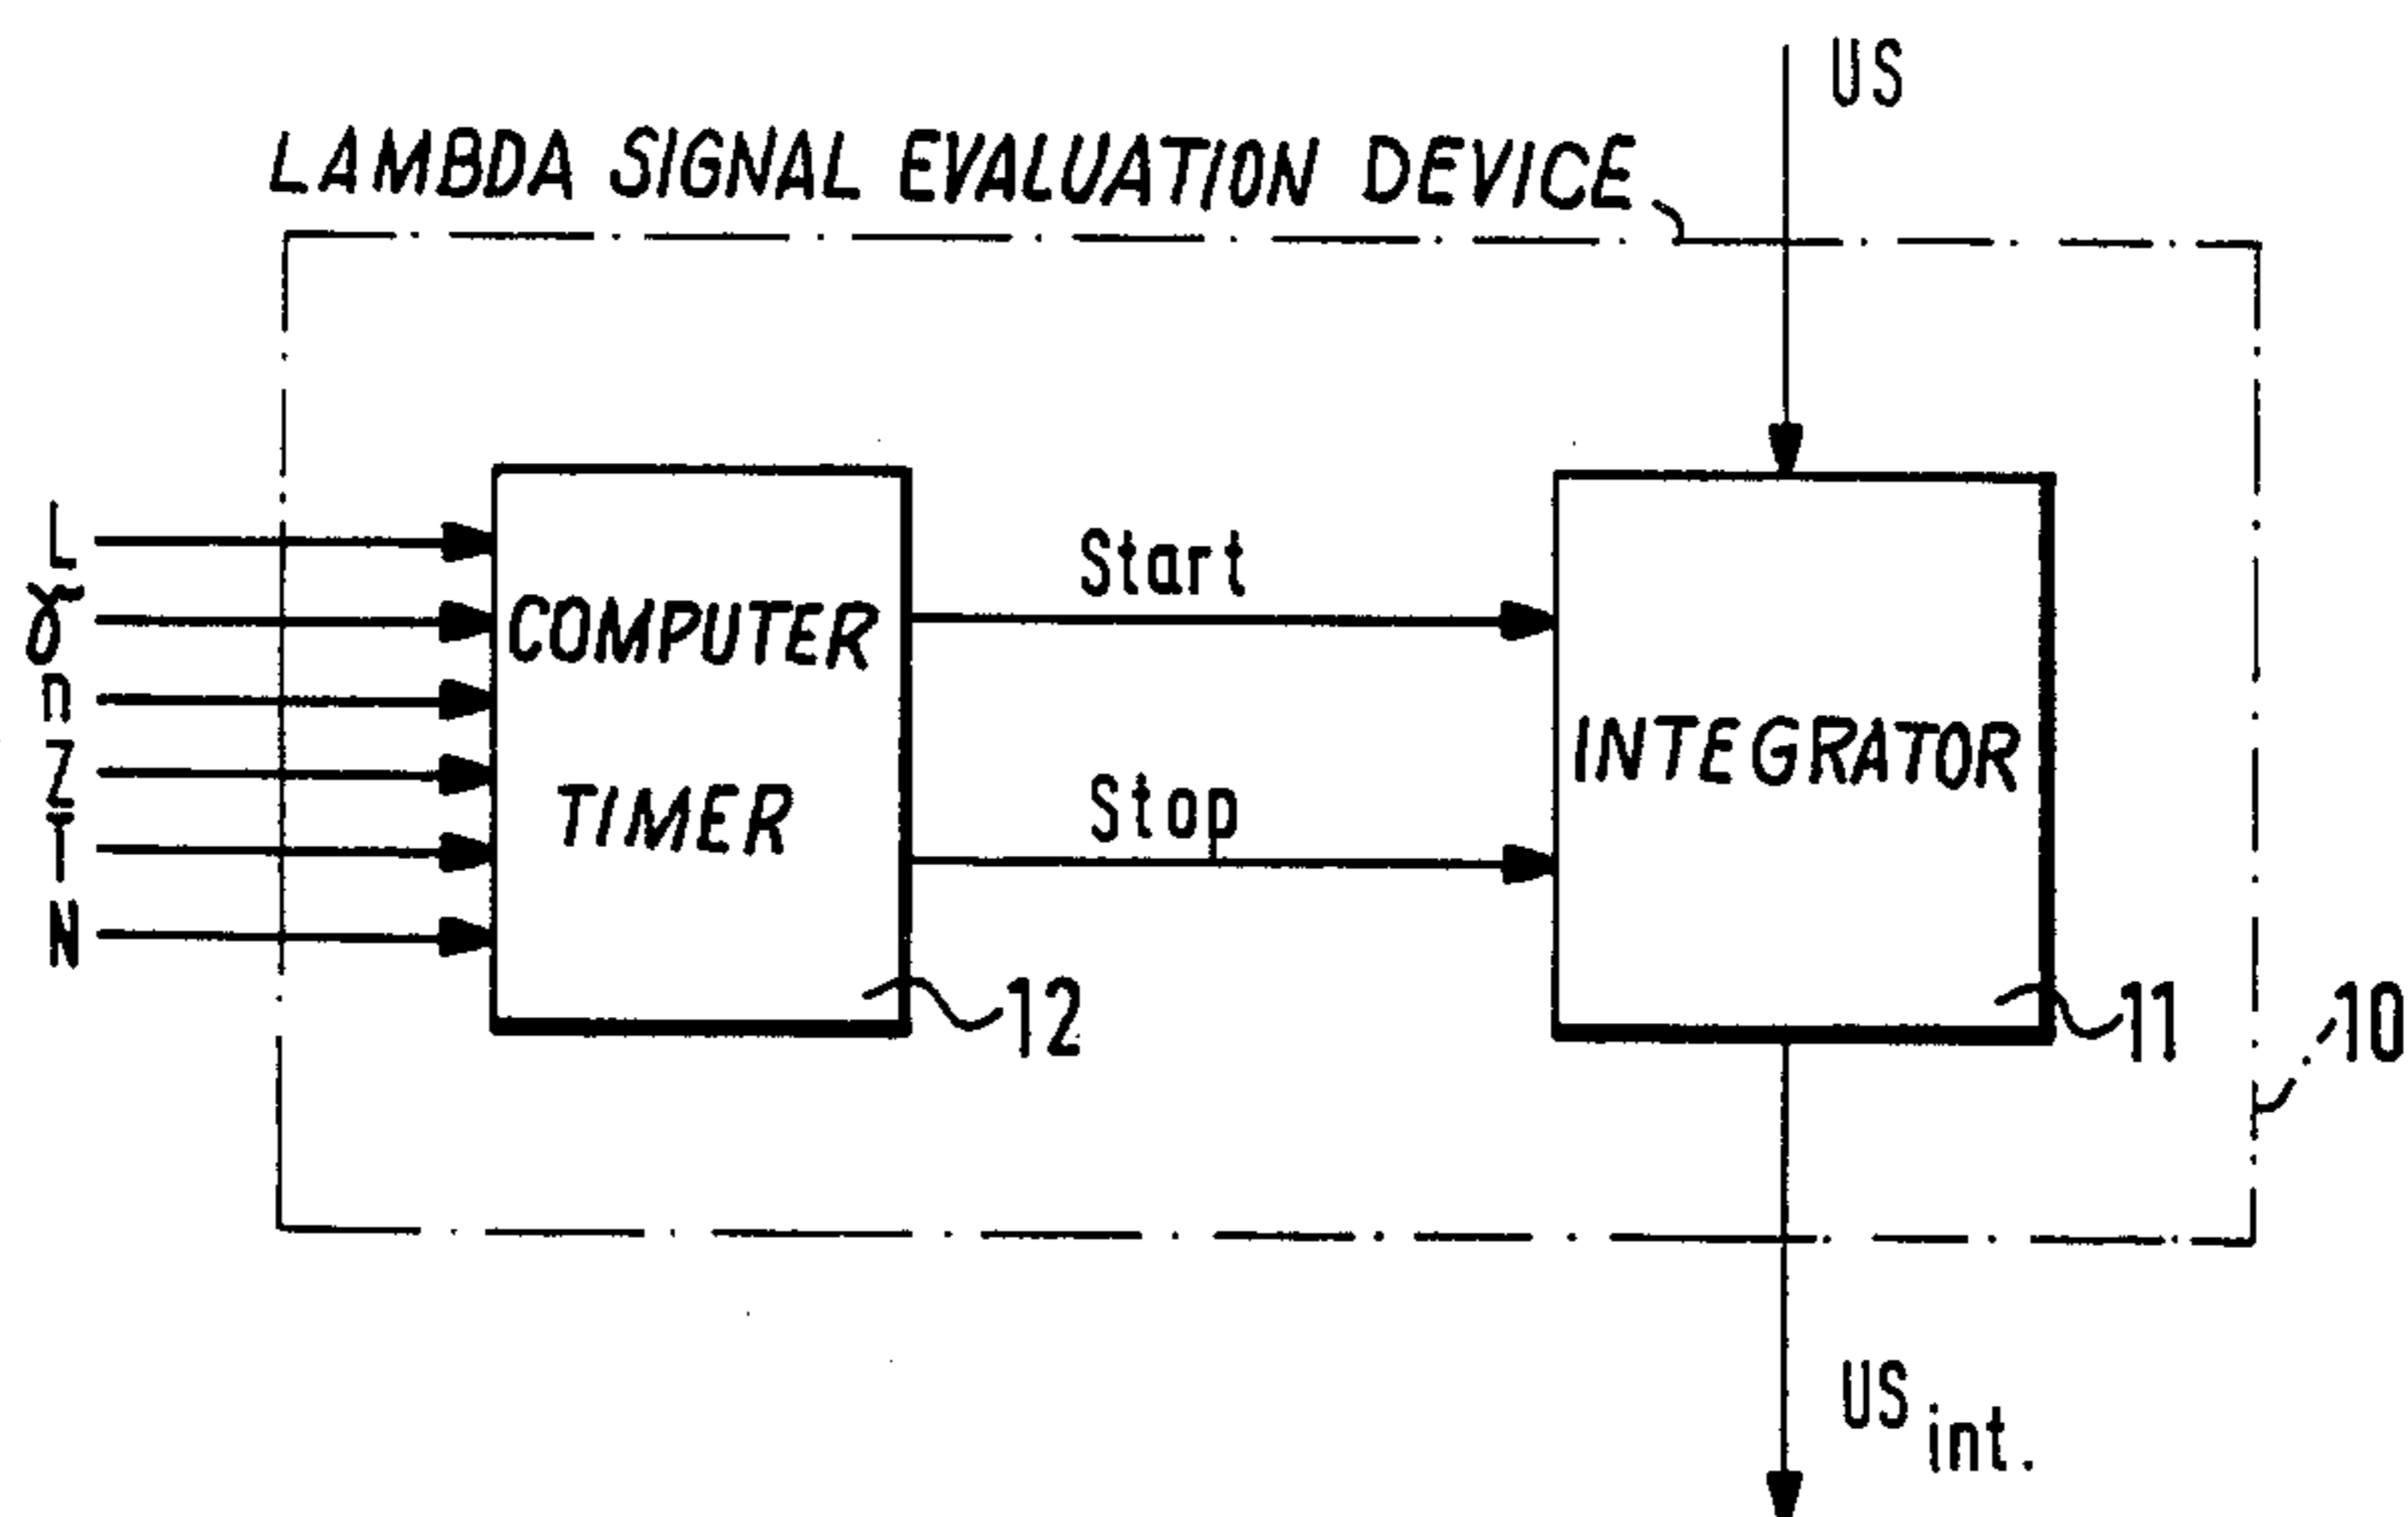 US
LAMBDA SIGNAL EVALUATION DEVICE
L
γ̃
n
Z
T
N
COMPUTER
TIMER
Start
Stop
INTEGRATOR
12
11
10
US int.